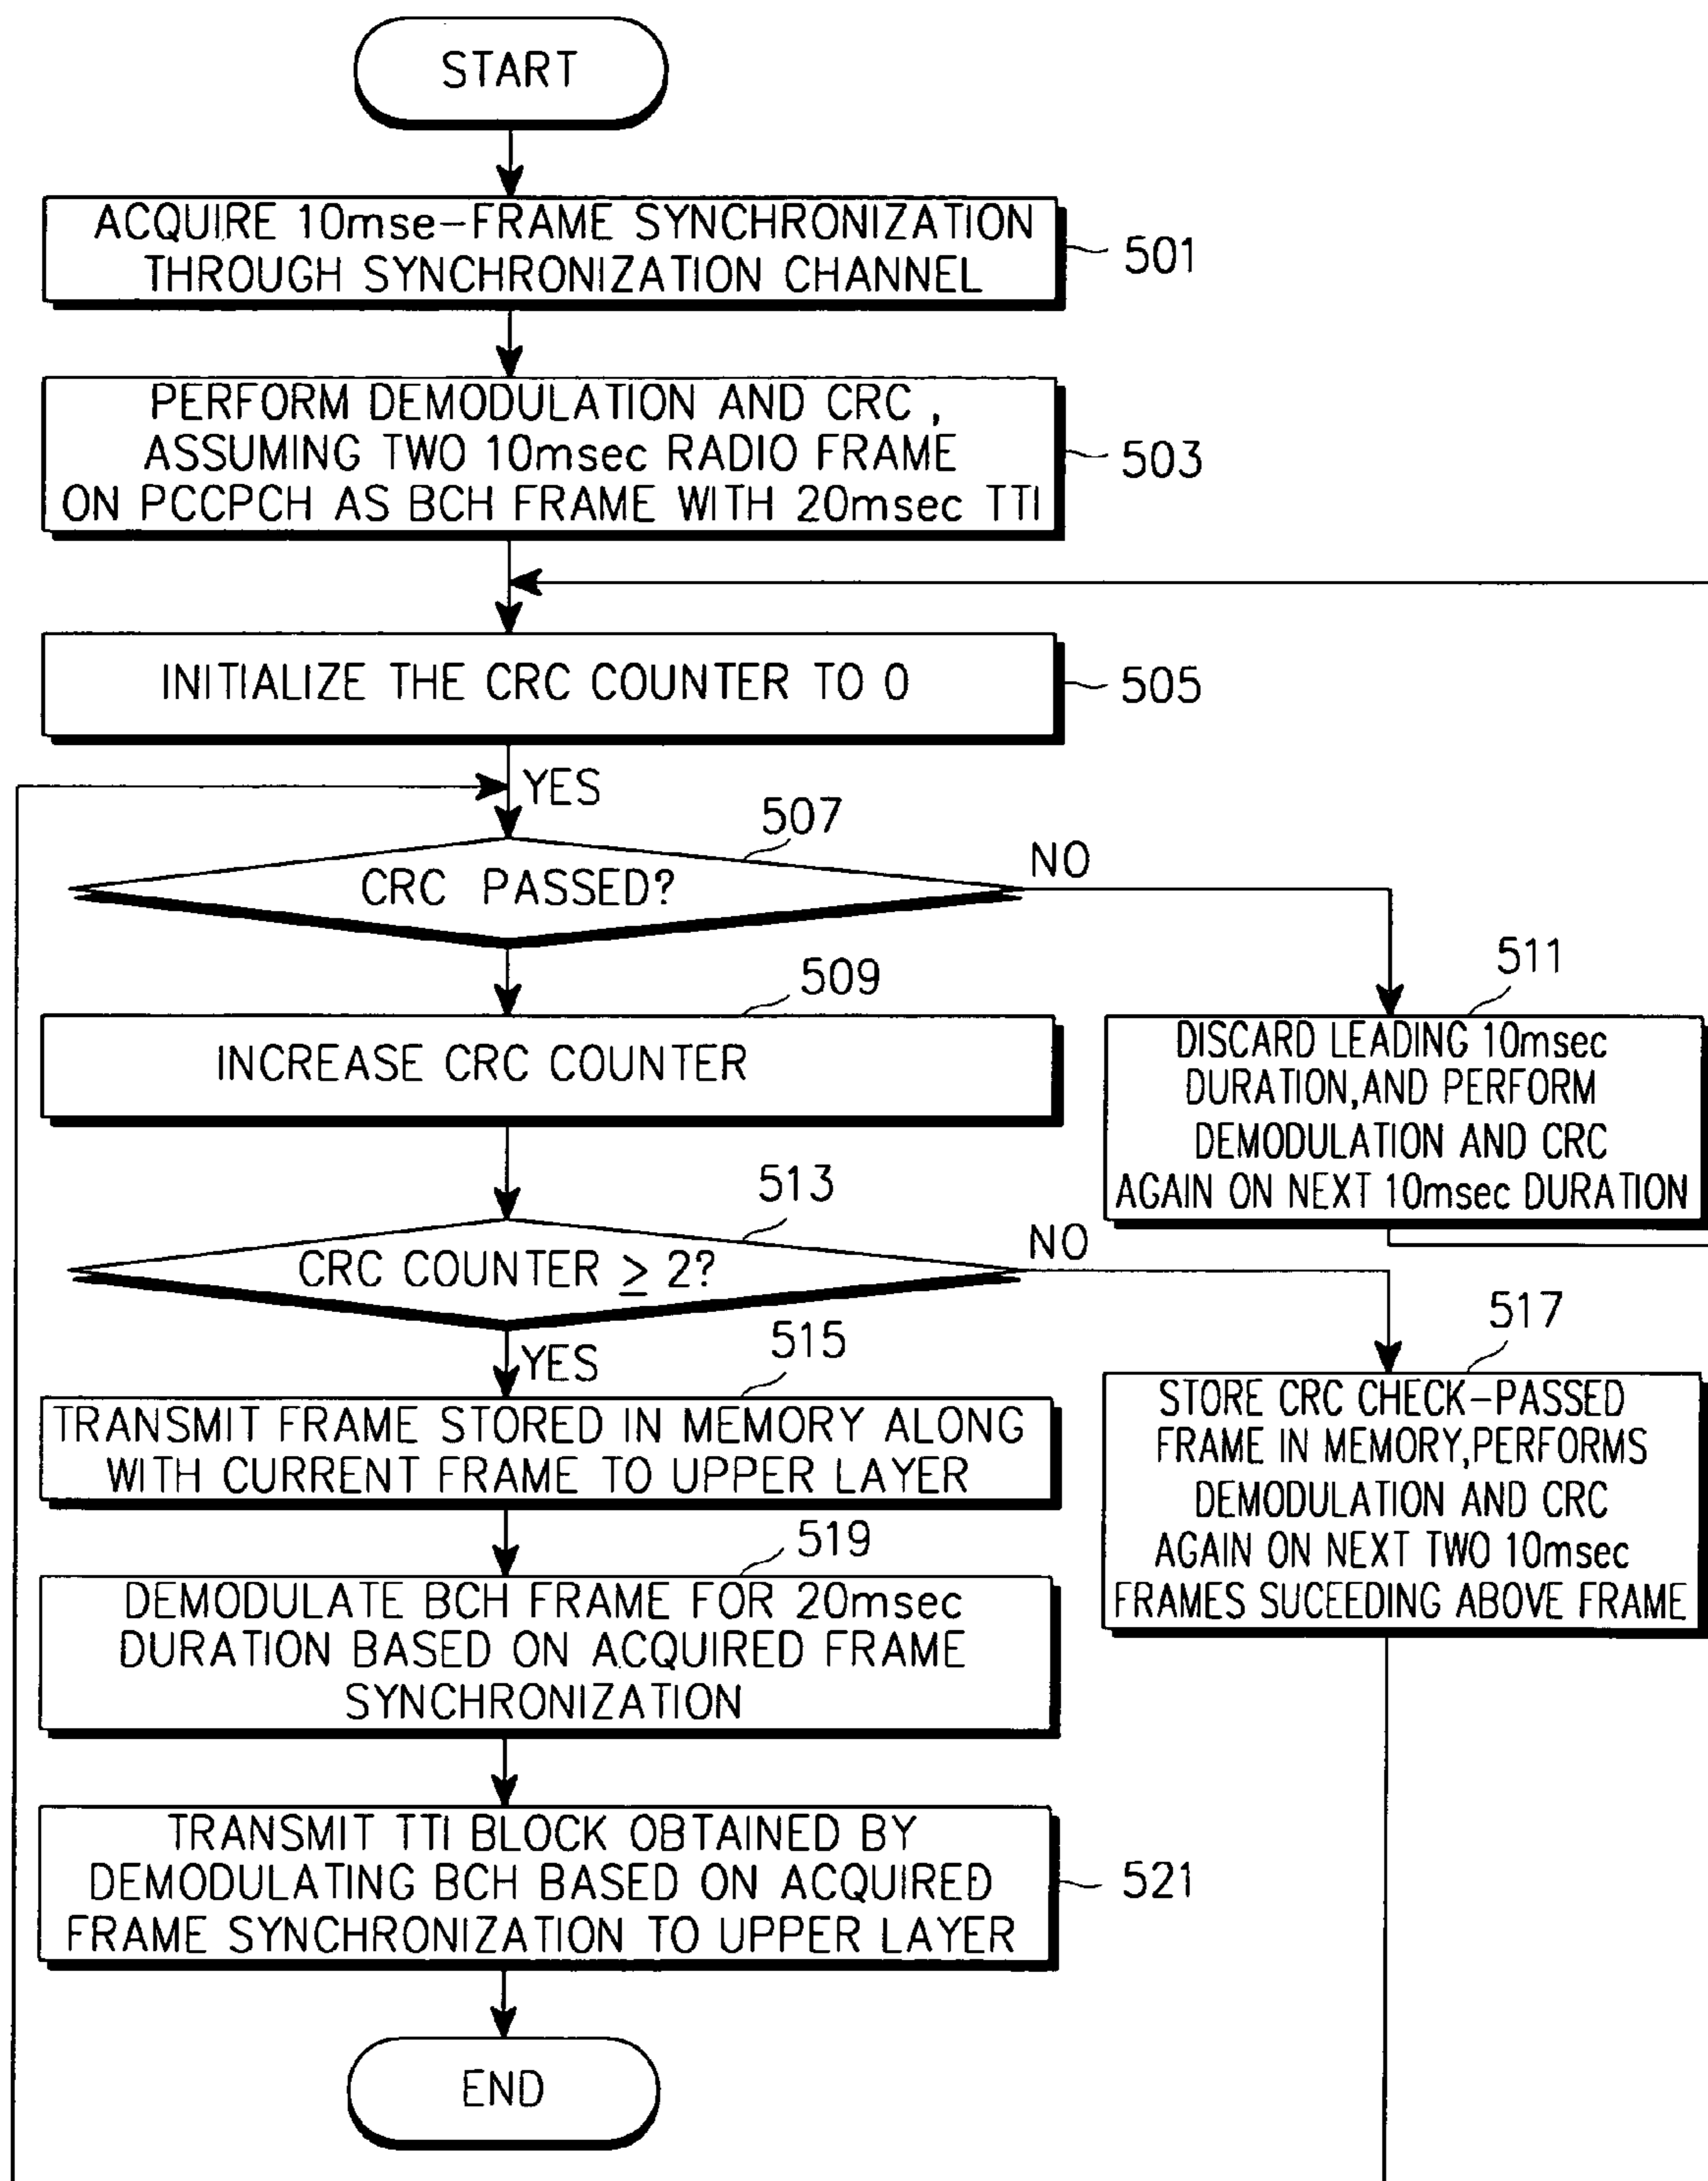 START
ACQUIRE 10mse-FRAME SYNCHRONIZATION
THROUGH SYNCHRONIZATION CHANNEL
501
PERFORM DEMODULATION AND CRC ,
ASSUMING TWO 10msec RADIO FRAME
ON PCCPCH AS BCH FRAME WITH 20msec TTI
503
INITIALIZE THE CRC COUNTER TO 0
505
YES
507
CRC PASSED?
NO
509
INCREASE CRC COUNTER
511
DISCARD LEADING 10msec
DURATION,AND PERFORM
DEMODULATION AND CRC
AGAIN ON NEXT 10msec DURATION
513
CRC COUNTER ≥ 2?
NO
YES
515
TRANSMIT FRAME STORED IN MEMORY ALONG
WITH CURRENT FRAME TO UPPER LAYER
517
STORE CRC CHECK-PASSED
FRAME IN MEMORY,PERFORMS
DEMODULATION AND CRC
AGAIN ON NEXT TWO 10msec
FRAMES SUCEEDING ABOVE FRAME
519
DEMODULATE BCH FRAME FOR 20msec
DURATION BASED ON ACQUIRED FRAME
SYNCHRONIZATION
TRANSMIT TTI BLOCK OBTAINED BY
DEMODULATING BCH BASED ON ACQUIRED
FRAME SYNCHRONIZATION TO UPPER LAYER
521
END